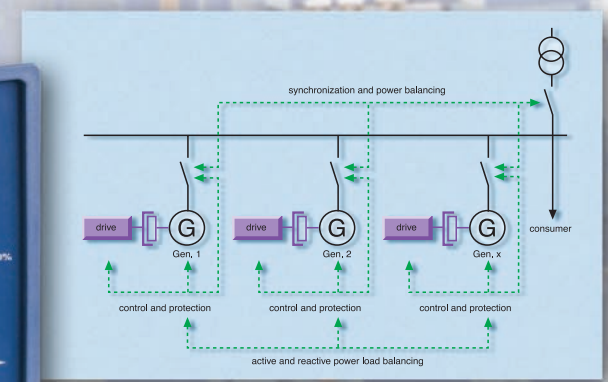 synchronization and power balancing
drive
G
Gen, 1
drive
G
Gen, 2
drive
G
Gen, x
consumer
control and protection
control and protection
control and protection
active and reactive power load balancing